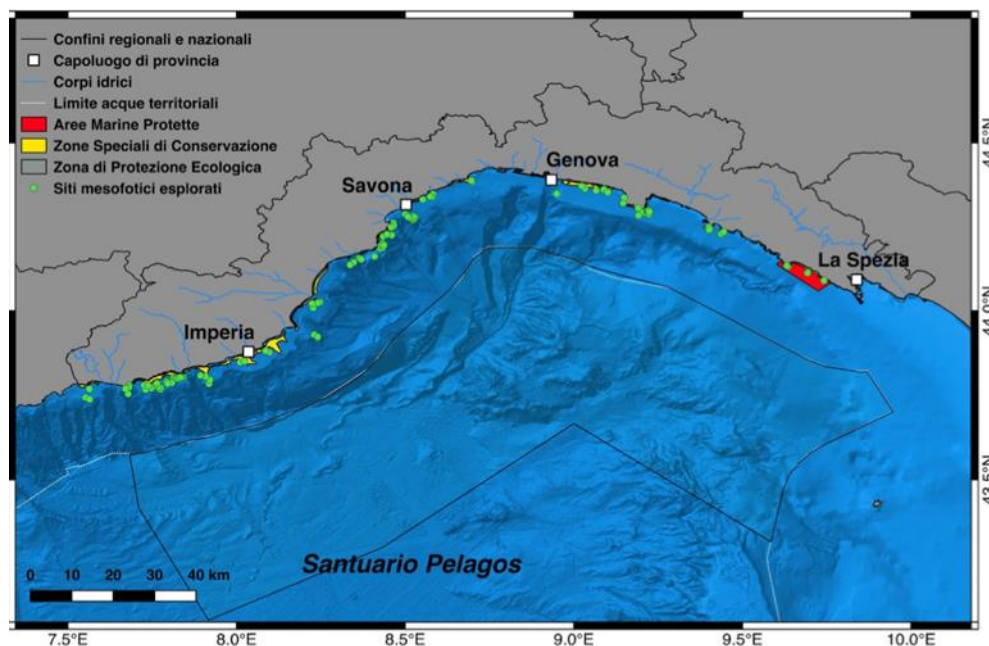 Confini regionali e nazionali
Capoluogo di provincia
Corpi idrici
Limite acque territoriali
Aree Marine Protette
Zone Speciali di Conservazione
Zona di Protezione Ecologica
Siti mesofotici esplorati
Genova
Savona
La Spezia
Imperia
Santuario Pelagos
0 10 20 30 40 km
44.5°N
44.0°N
43.5°N
7.5°E 8.0°E 8.5°E 9.0°E 9.5°E 10.0°E